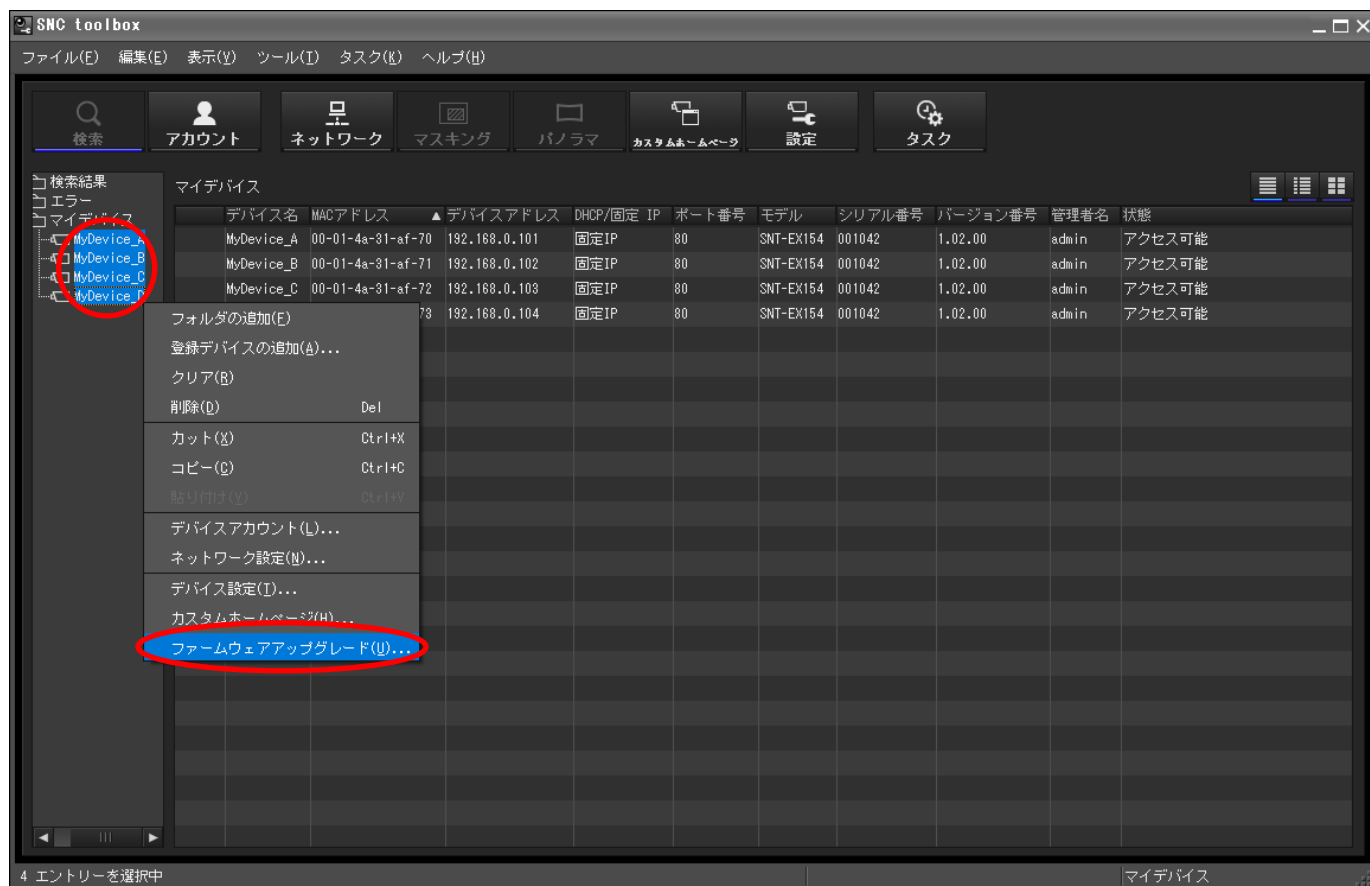 SNC toolbox
ファイル(F) 編集(E) 表示(V) ツール(T) タスク(K) ヘルプ(H)
検索 アカウント ネットワーク マスキング パノラマ カスタムホームページ 設定 タスク
検索結果
エラー
マイデバイス
MyDevice_A
MyDevice_B
MyDevice_C
MyDevice_D
マイデバイス
デバイス名 MACアドレス ▲ デバイスアドレス DHCP/固定 IP ポート番号 モデル シリアル番号 バージョン番号 管理者名 状態
MyDevice_A 00-01-4a-31-af-70 192.168.0.101 固定IP 80 SNT-EX154 001042 1.02.00 admin アクセス可能
MyDevice_B 00-01-4a-31-af-71 192.168.0.102 固定IP 80 SNT-EX154 001042 1.02.00 admin アクセス可能
MyDevice_C 00-01-4a-31-af-72 192.168.0.103 固定IP 80 SNT-EX154 001042 1.02.00 admin アクセス可能
73 192.168.0.104 固定IP 80 SNT-EX154 001042 1.02.00 admin アクセス可能
フォルダの追加(F)
登録デバイスの追加(A)...
クリア(R)
削除(D) Del
カット(X) Ctrl+X
コピー(C) Ctrl+C
貼り付け(V) Ctrl+V
デバイスアカウント(L)...
ネットワーク設定(N)...
デバイス設定(I)...
カスタムホームページ(H)...
ファームウェアアップグレード(U)...
4 エントリーを選択中 マイデバイス